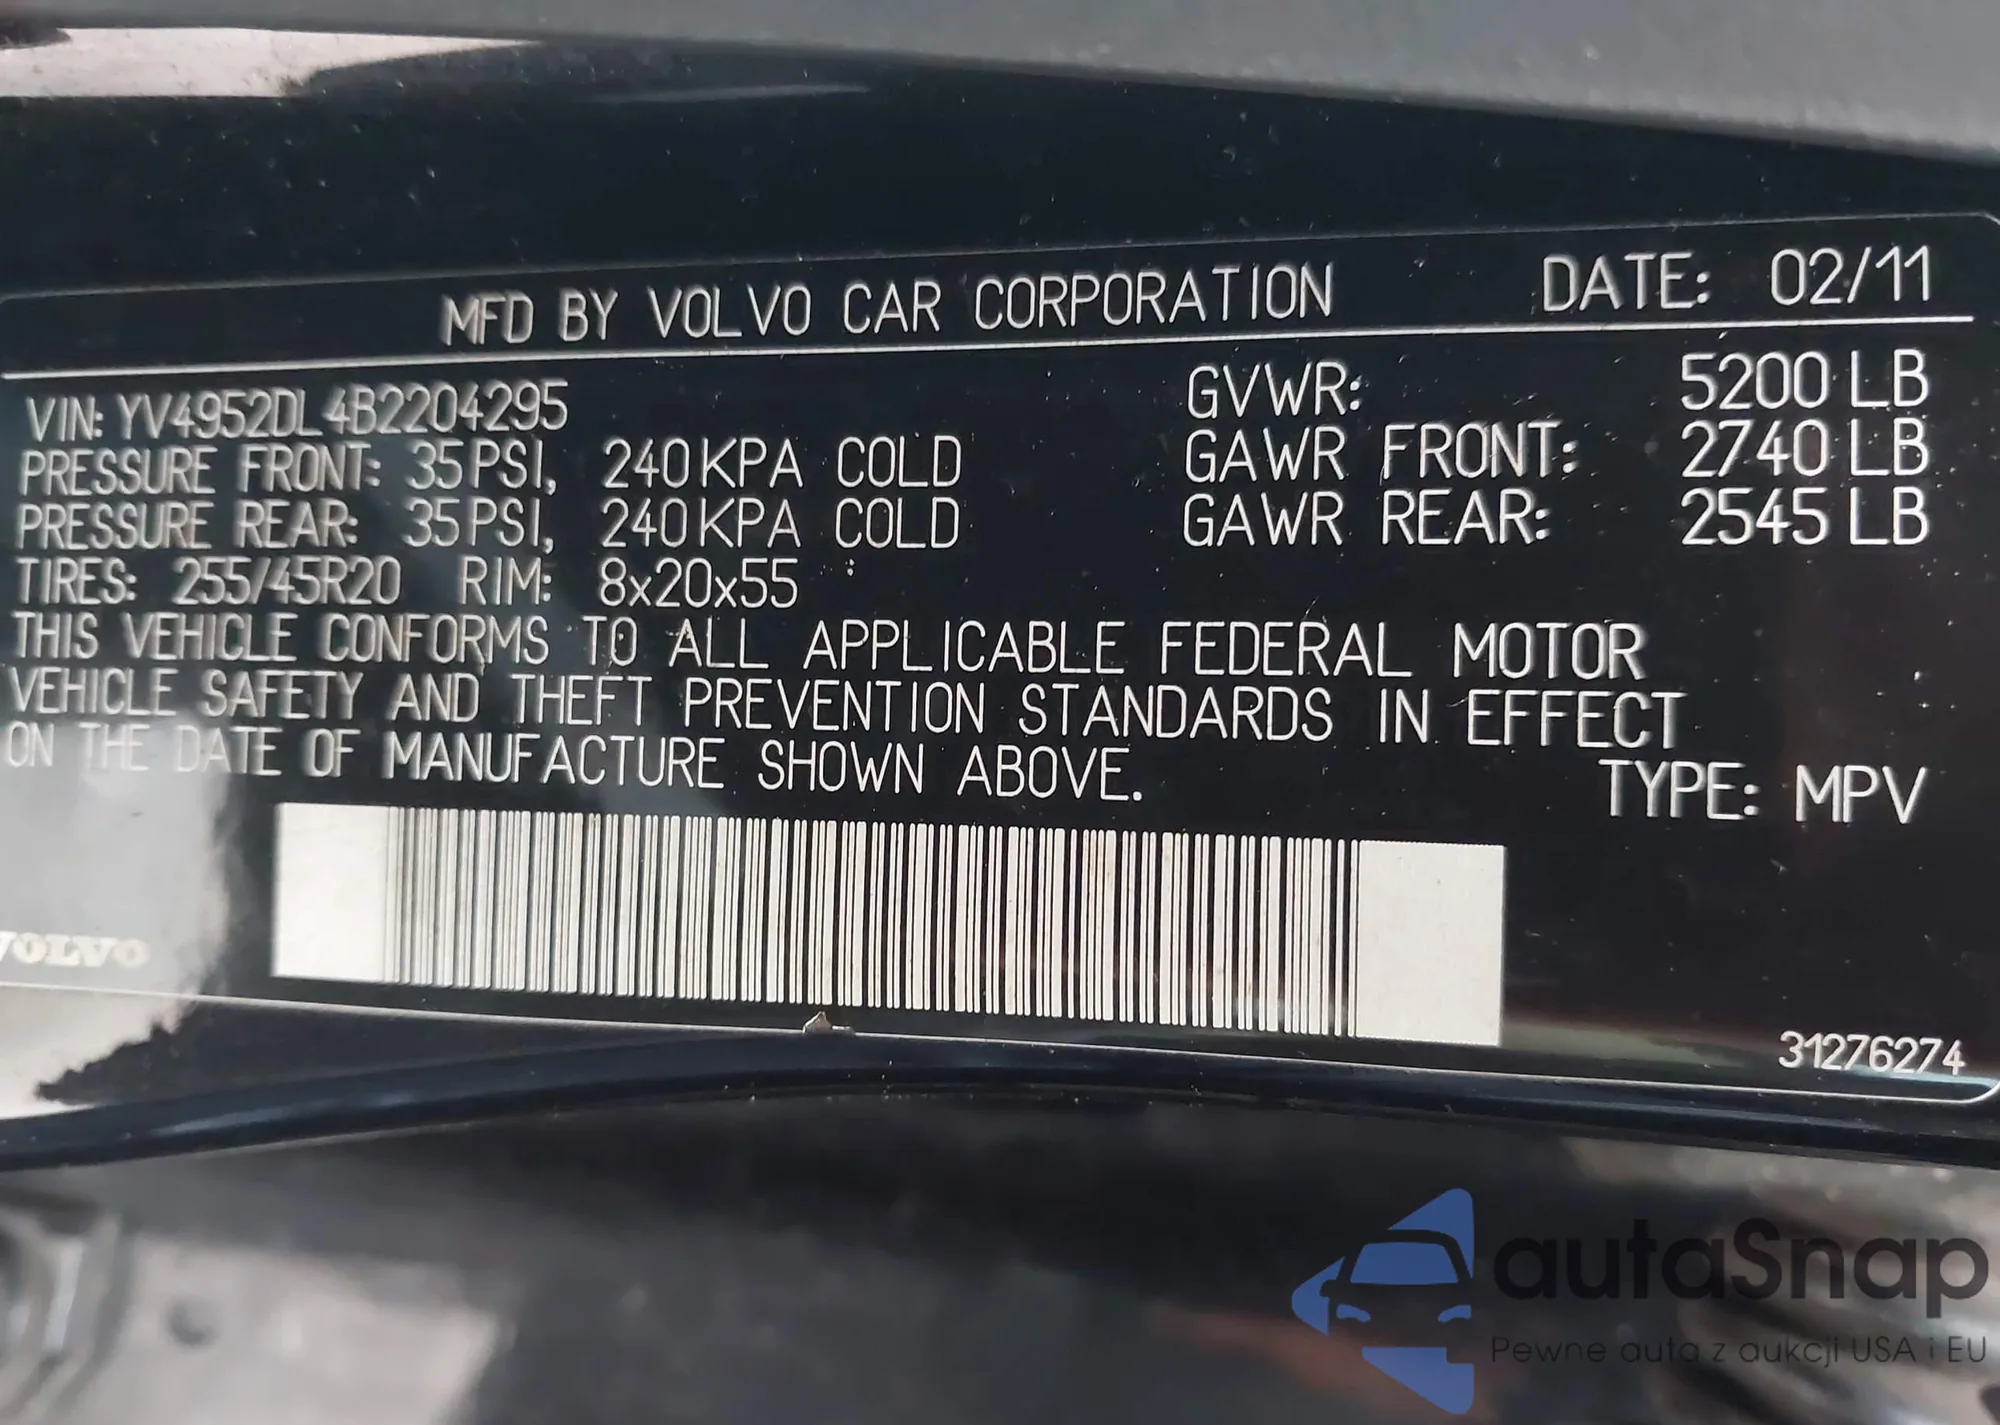 MFD BY VOLVO CAR CORPORATION DATE: 02/11
VIN: YV4952DL4B2204295 GVWR: 5200 LB
PRESSURE FRONT: 35 PSI, 240 KPA COLD GAWR FRONT: 2740 LB
PRESSURE REAR: 35 PSI, 240 KPA COLD GAWR REAR: 2545 LB
TIRES: 255/45R20 RIM: 8x20x55
THIS VEHICLE CONFORMS TO ALL APPLICABLE FEDERAL MOTOR
VEHICLE SAFETY AND THEFT PREVENTION STANDARDS IN EFFECT
ON THE DATE OF MANUFACTURE SHOWN ABOVE.
TYPE: MPV
VOLVO
31276274
autaSnap
Pewne auta z aukcji USA i EU